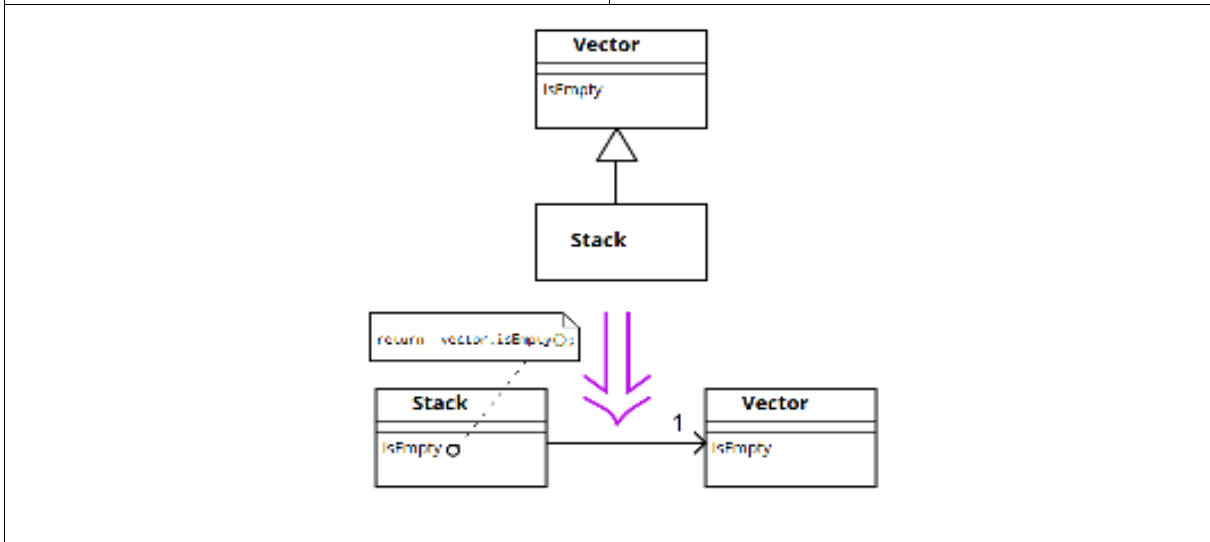 Vector
isEmpty
Stack
return vector.isEmpty();
Stack
isEmpty
1
Vector
isEmpty